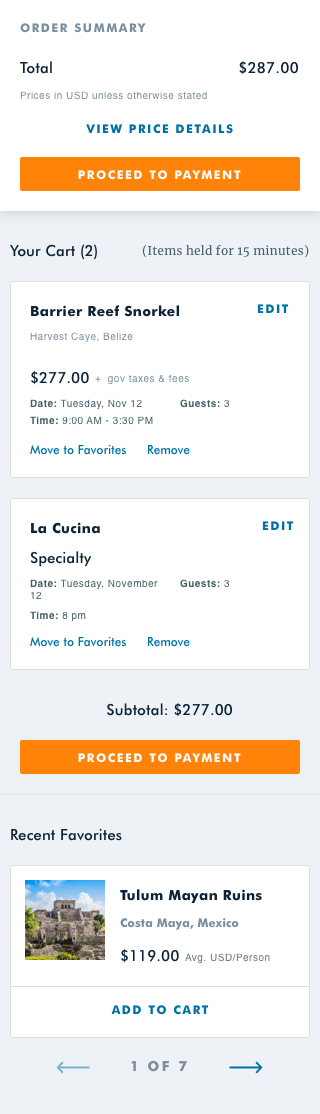 ORDER SUMMARY
Total $287.00
Prices in USD unless otherwise stated
VIEW PRICE DETAILS
PROCEED TO PAYMENT
Your Cart (2) (Items held for 15 minutes)
Barrier Reef Snorkel EDIT
Harvest Caye, Belize
$277.00 + gov taxes & fees
Date: Tuesday, Nov 12 Guests: 3
Time: 9:00 AM - 3:30 PM
Move to Favorites Remove
La Cucina EDIT
Specialty
Date: Tuesday, November Guests: 3
12
Time: 8 pm
Move to Favorites Remove
Subtotal: $277.00
PROCEED TO PAYMENT
Recent Favorites
Tulum Mayan Ruins
Costa Maya, Mexico
$119.00 Avg. USD/Person
ADD TO CART
1 OF 7